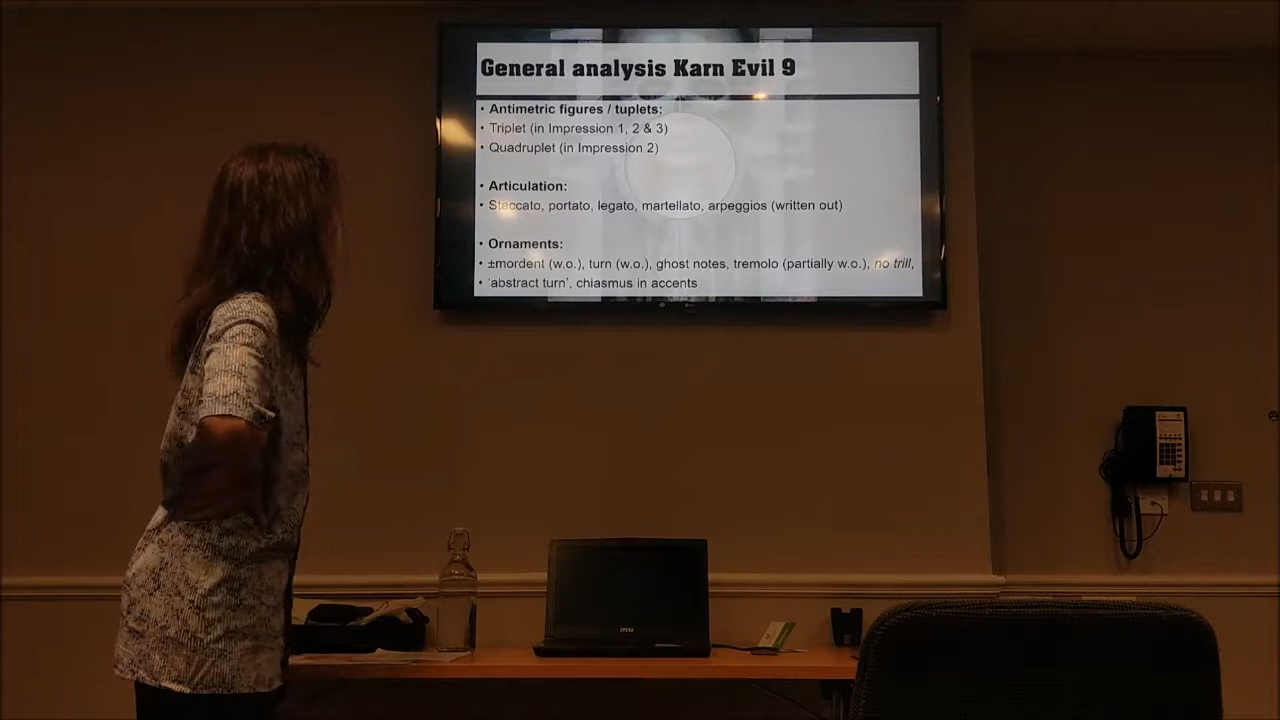 General analysis Karn Evil 9
• Antimetric figures / tuplets:
• Triplet (in Impression 1, 2 & 3)
• Quadruplet (in Impression 2)
• Articulation:
• Staccato, portato, legato, martellato, arpeggios (written out)
• Ornaments:
• ±mordent (w.o.), turn (w.o.), ghost notes, tremolo (partially w.o.), no trill,
• ‘abstract turn’, chiasmus in accents
msi